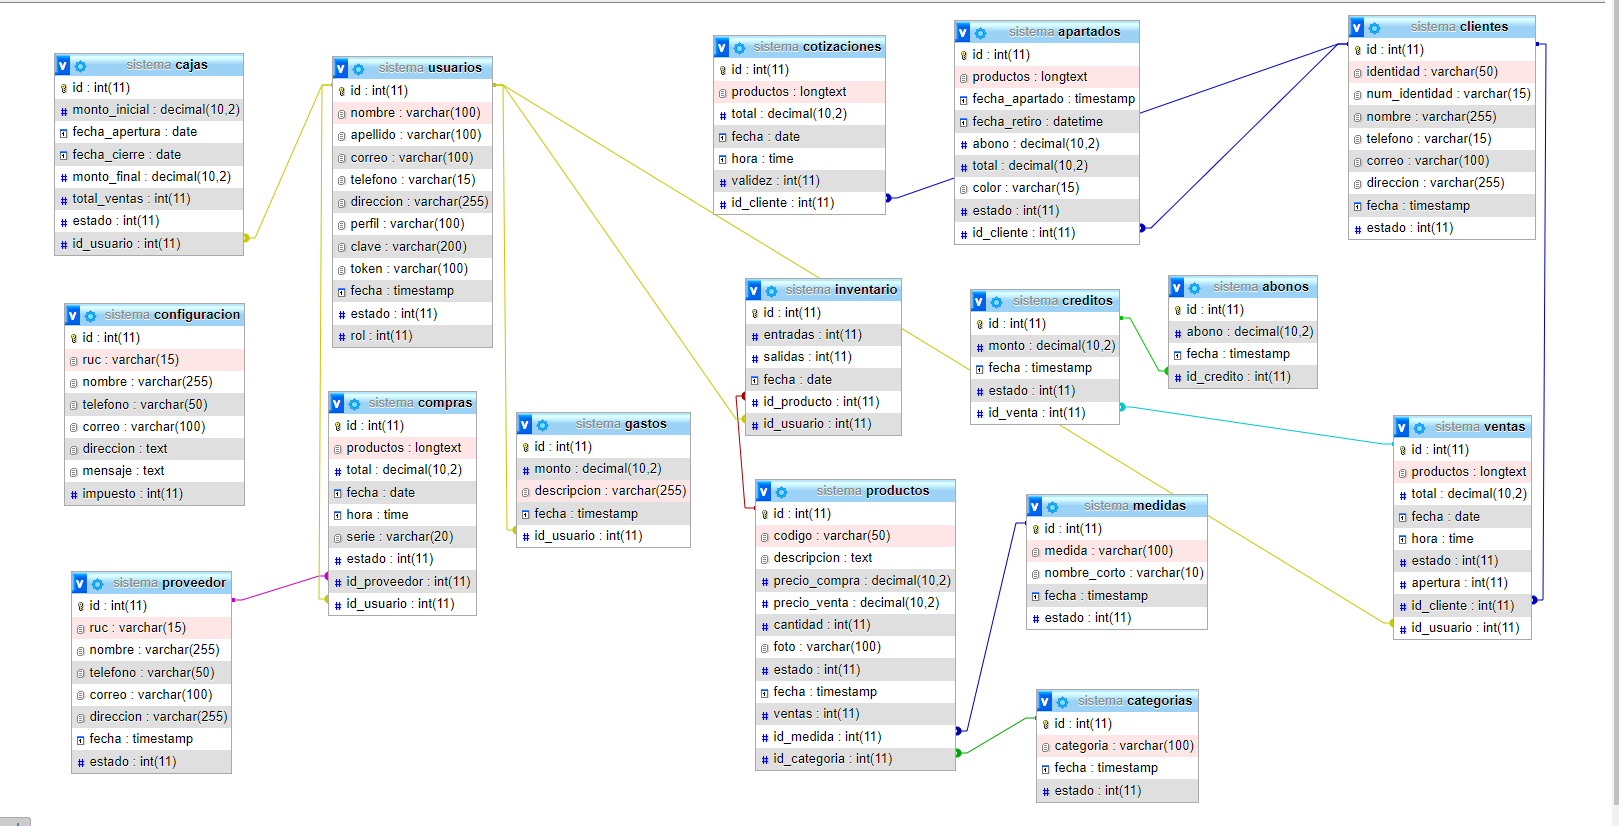 sistema cajas
id : int(11)
monto_inicial : decimal(10,2)
fecha_apertura : date
fecha_cierre : date
monto_final : decimal(10,2)
total_ventas : int(11)
estado : int(11)
id_usuario : int(11)
sistema usuarios
id : int(11)
nombre : varchar(100)
apellido : varchar(100)
correo : varchar(100)
telefono : varchar(15)
direccion : varchar(255)
perfil : varchar(100)
clave : varchar(200)
token : varchar(100)
fecha : timestamp
estado : int(11)
rol : int(11)
sistema cotizaciones
id : int(11)
productos : longtext
total : decimal(10,2)
fecha : date
hora : time
validez : int(11)
id_cliente : int(11)
sistema apartados
id : int(11)
productos : longtext
fecha_apartado : timestamp
fecha_retiro : datetime
abono : decimal(10,2)
total : decimal(10,2)
color : varchar(15)
estado : int(11)
id_cliente : int(11)
sistema clientes
id : int(11)
identidad : varchar(50)
num_identidad : varchar(15)
nombre : varchar(255)
telefono : varchar(15)
correo : varchar(100)
direccion : varchar(255)
fecha : timestamp
estado : int(11)
sistema configuracion
id : int(11)
ruc : varchar(15)
nombre : varchar(255)
telefono : varchar(50)
correo : varchar(100)
direccion : text
mensaje : text
impuesto : int(11)
sistema compras
id : int(11)
productos : longtext
total : decimal(10,2)
fecha : date
hora : time
serie : varchar(20)
estado : int(11)
id_proveedor : int(11)
id_usuario : int(11)
sistema gastos
id : int(11)
monto : decimal(10,2)
descripcion : varchar(255)
fecha : timestamp
id_usuario : int(11)
sistema inventario
id : int(11)
entradas : int(11)
salidas : int(11)
fecha : date
id_producto : int(11)
id_usuario : int(11)
sistema creditos
id : int(11)
monto : decimal(10,2)
fecha : timestamp
estado : int(11)
id_venta : int(11)
sistema abonos
id : int(11)
abono : decimal(10,2)
fecha : timestamp
id_credito : int(11)
sistema ventas
id : int(11)
productos : longtext
total : decimal(10,2)
fecha : date
hora : time
estado : int(11)
apertura : int(11)
id_cliente : int(11)
id_usuario : int(11)
sistema proveedor
id : int(11)
ruc : varchar(15)
nombre : varchar(255)
telefono : varchar(50)
correo : varchar(100)
direccion : varchar(255)
fecha : timestamp
estado : int(11)
sistema productos
id : int(11)
codigo : varchar(50)
descripcion : text
precio_compra : decimal(10,2)
precio_venta : decimal(10,2)
cantidad : int(11)
foto : varchar(100)
estado : int(11)
fecha : timestamp
ventas : int(11)
id_medida : int(11)
id_categoria : int(11)
sistema medidas
id : int(11)
medida : varchar(100)
nombre_corto : varchar(10)
fecha : timestamp
estado : int(11)
sistema categorias
id : int(11)
categoria : varchar(100)
fecha : timestamp
estado : int(11)